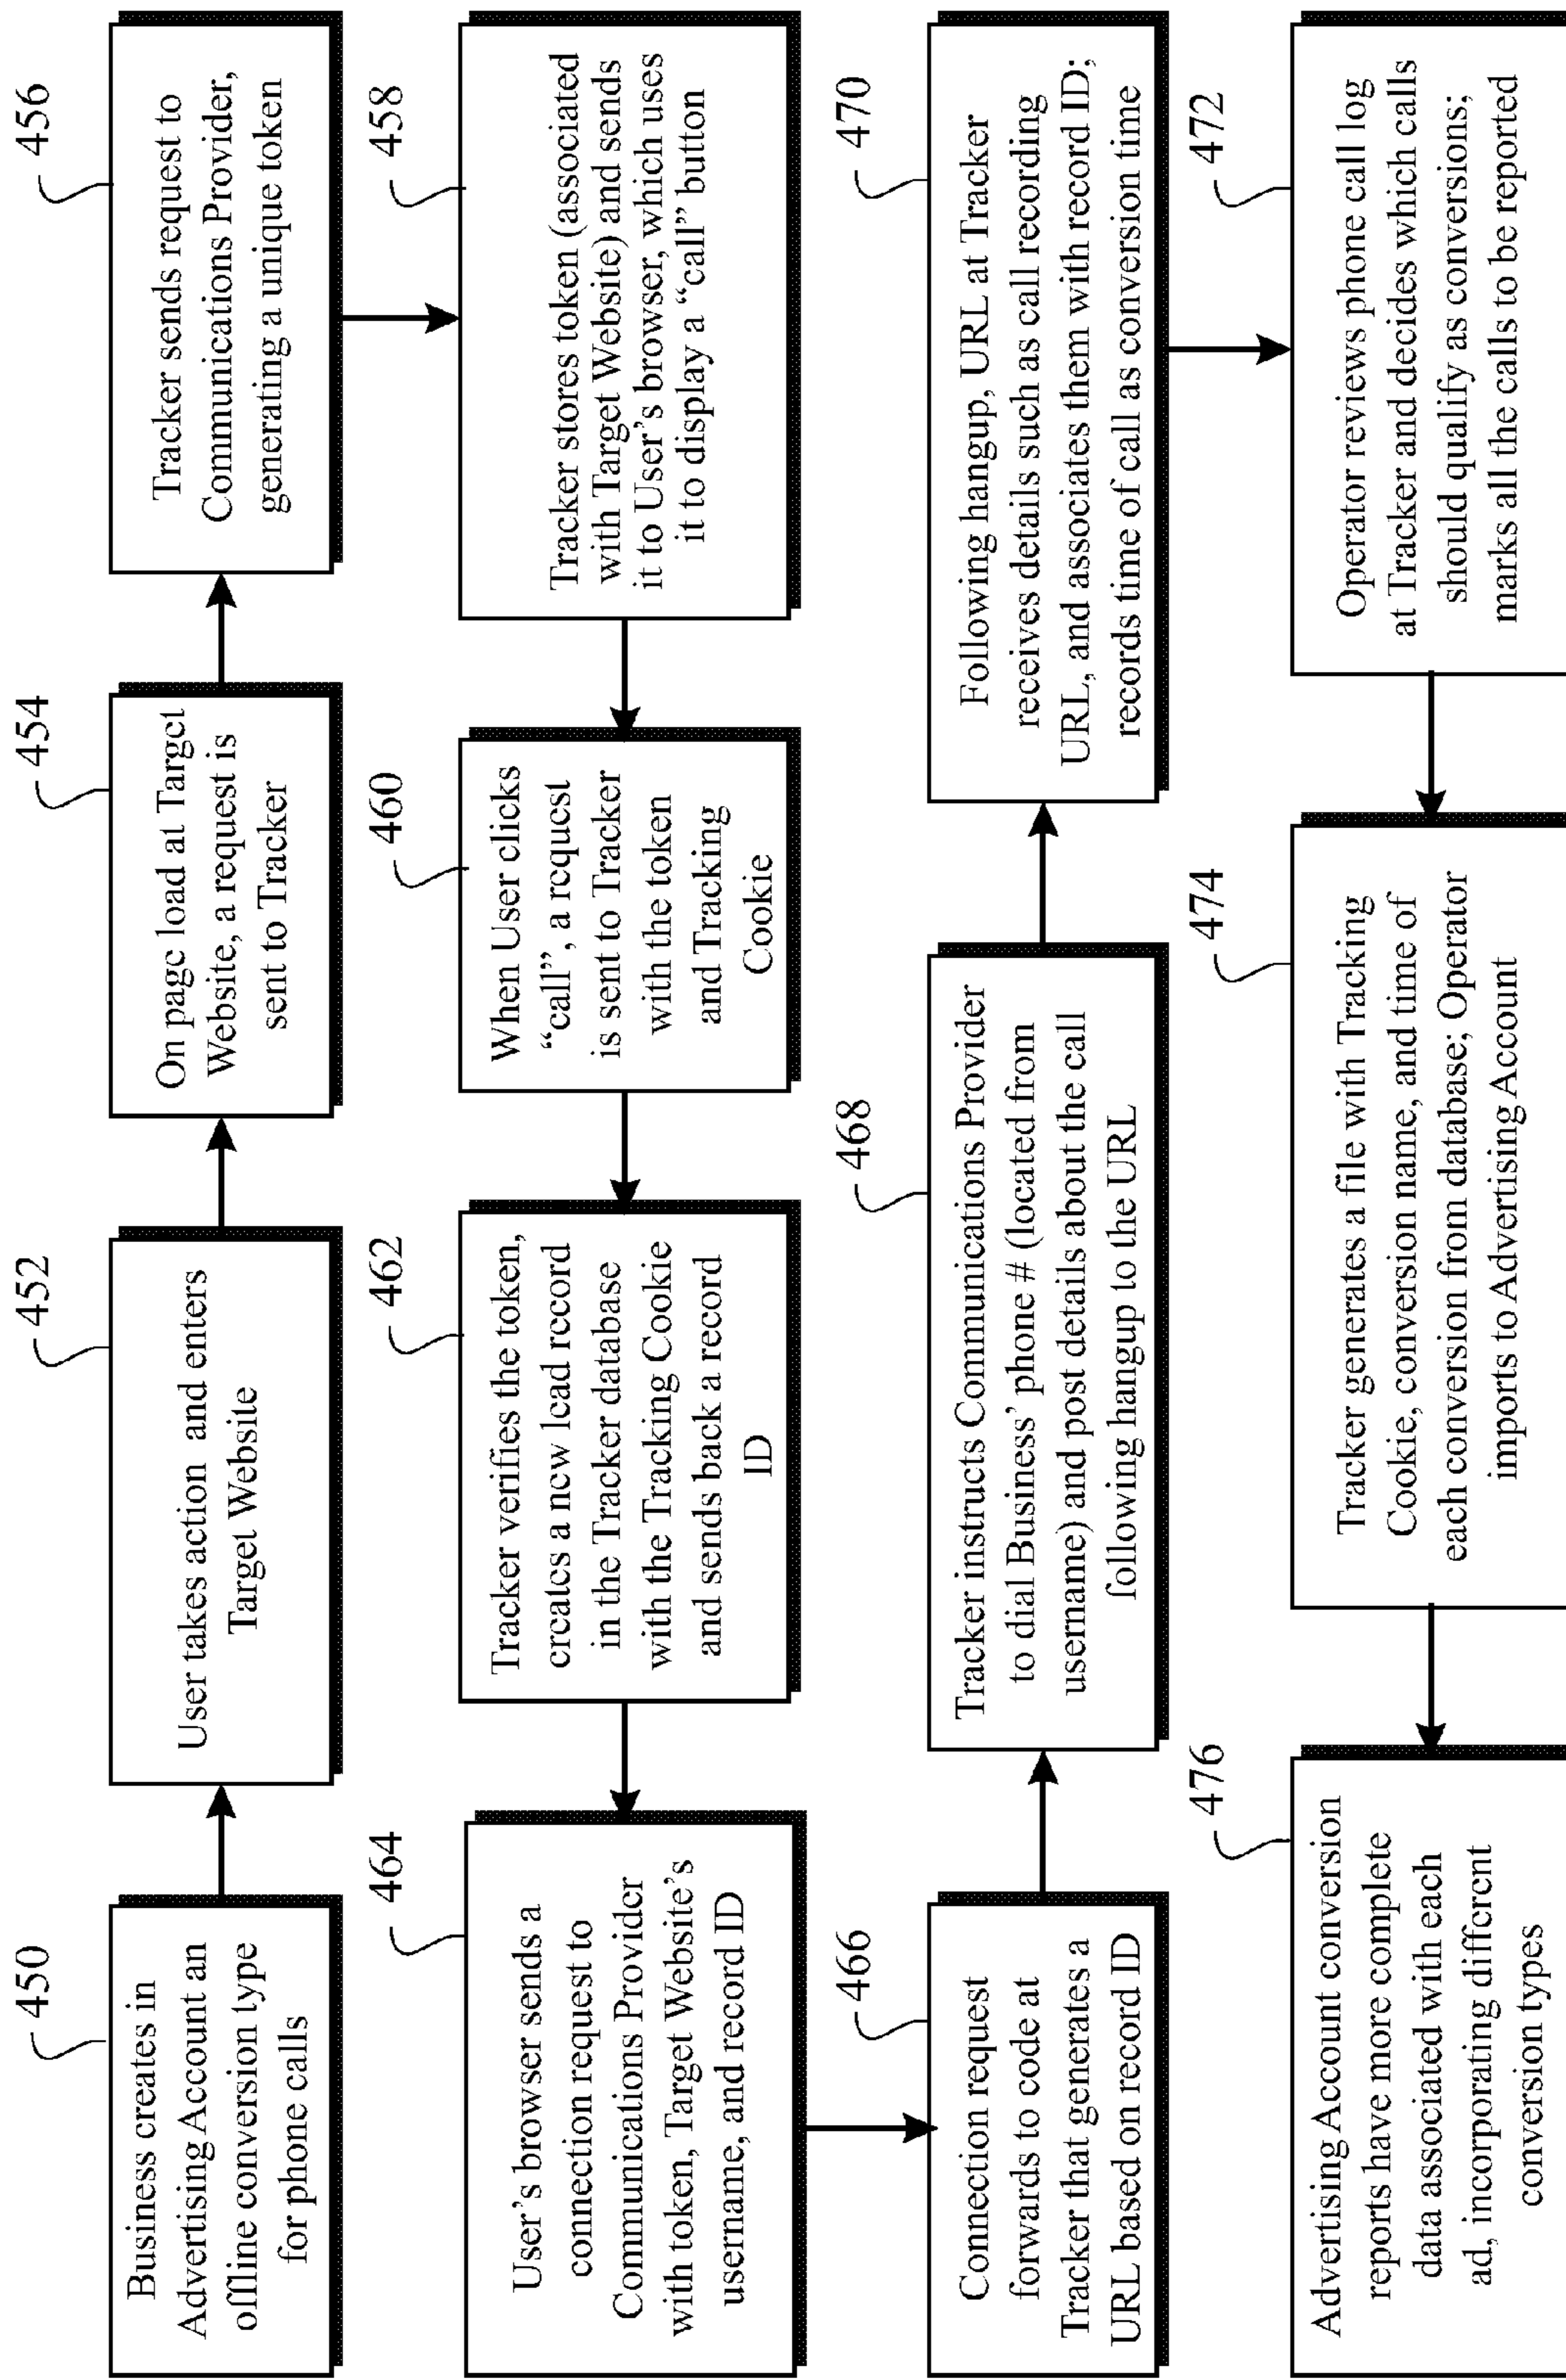 450
Business creates in
Advertising Account an
offline conversion type
for phone calls
452
User takes action and enters
Target Website
454
On page load at Target
Website, a request is
sent to Tracker
456
Tracker sends request to
Communications Provider,
generating a unique token
458
Tracker stores token (associated
with Target Website) and sends
it to User's browser, which uses
it to display a “call” button
460
When User clicks
“call”, a request
is sent to Tracker
with the token
and Tracking
Cookie
462
Tracker verifies the token,
creates a new lead record
in the Tracker database
with the Tracking Cookie
and sends back a record
ID
464
User's browser sends a
connection request to
Communications Provider
with token, Target Website's
username, and record ID
466
Connection request
forwards to code at
Tracker that generates a
URL based on record ID
468
Tracker instructs Communications Provider
to dial Business' phone # (located from
username) and post details about the call
following hangup to the URL
470
Following hangup, URL at Tracker
receives details such as call recording
URL, and associates them with record ID;
records time of call as conversion time
472
Operator reviews phone call log
at Tracker and decides which calls
should qualify as conversions;
marks all the calls to be reported
474
Tracker generates a file with Tracking
Cookie, conversion name, and time of
each conversion from database; Operator
imports to Advertising Account
476
Advertising Account conversion
reports have more complete
data associated with each
ad, incorporating different
conversion types